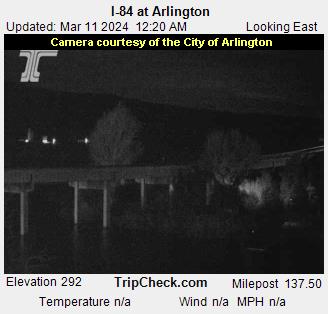 I-84 at Arlington
Updated: Mar 11 2024 12:20 AM Looking East
Camera courtesy of the City of Arlington
Elevation 292 TripCheck.com Milepost 137.50
Temperature n/a Wind n/a MPH n/a